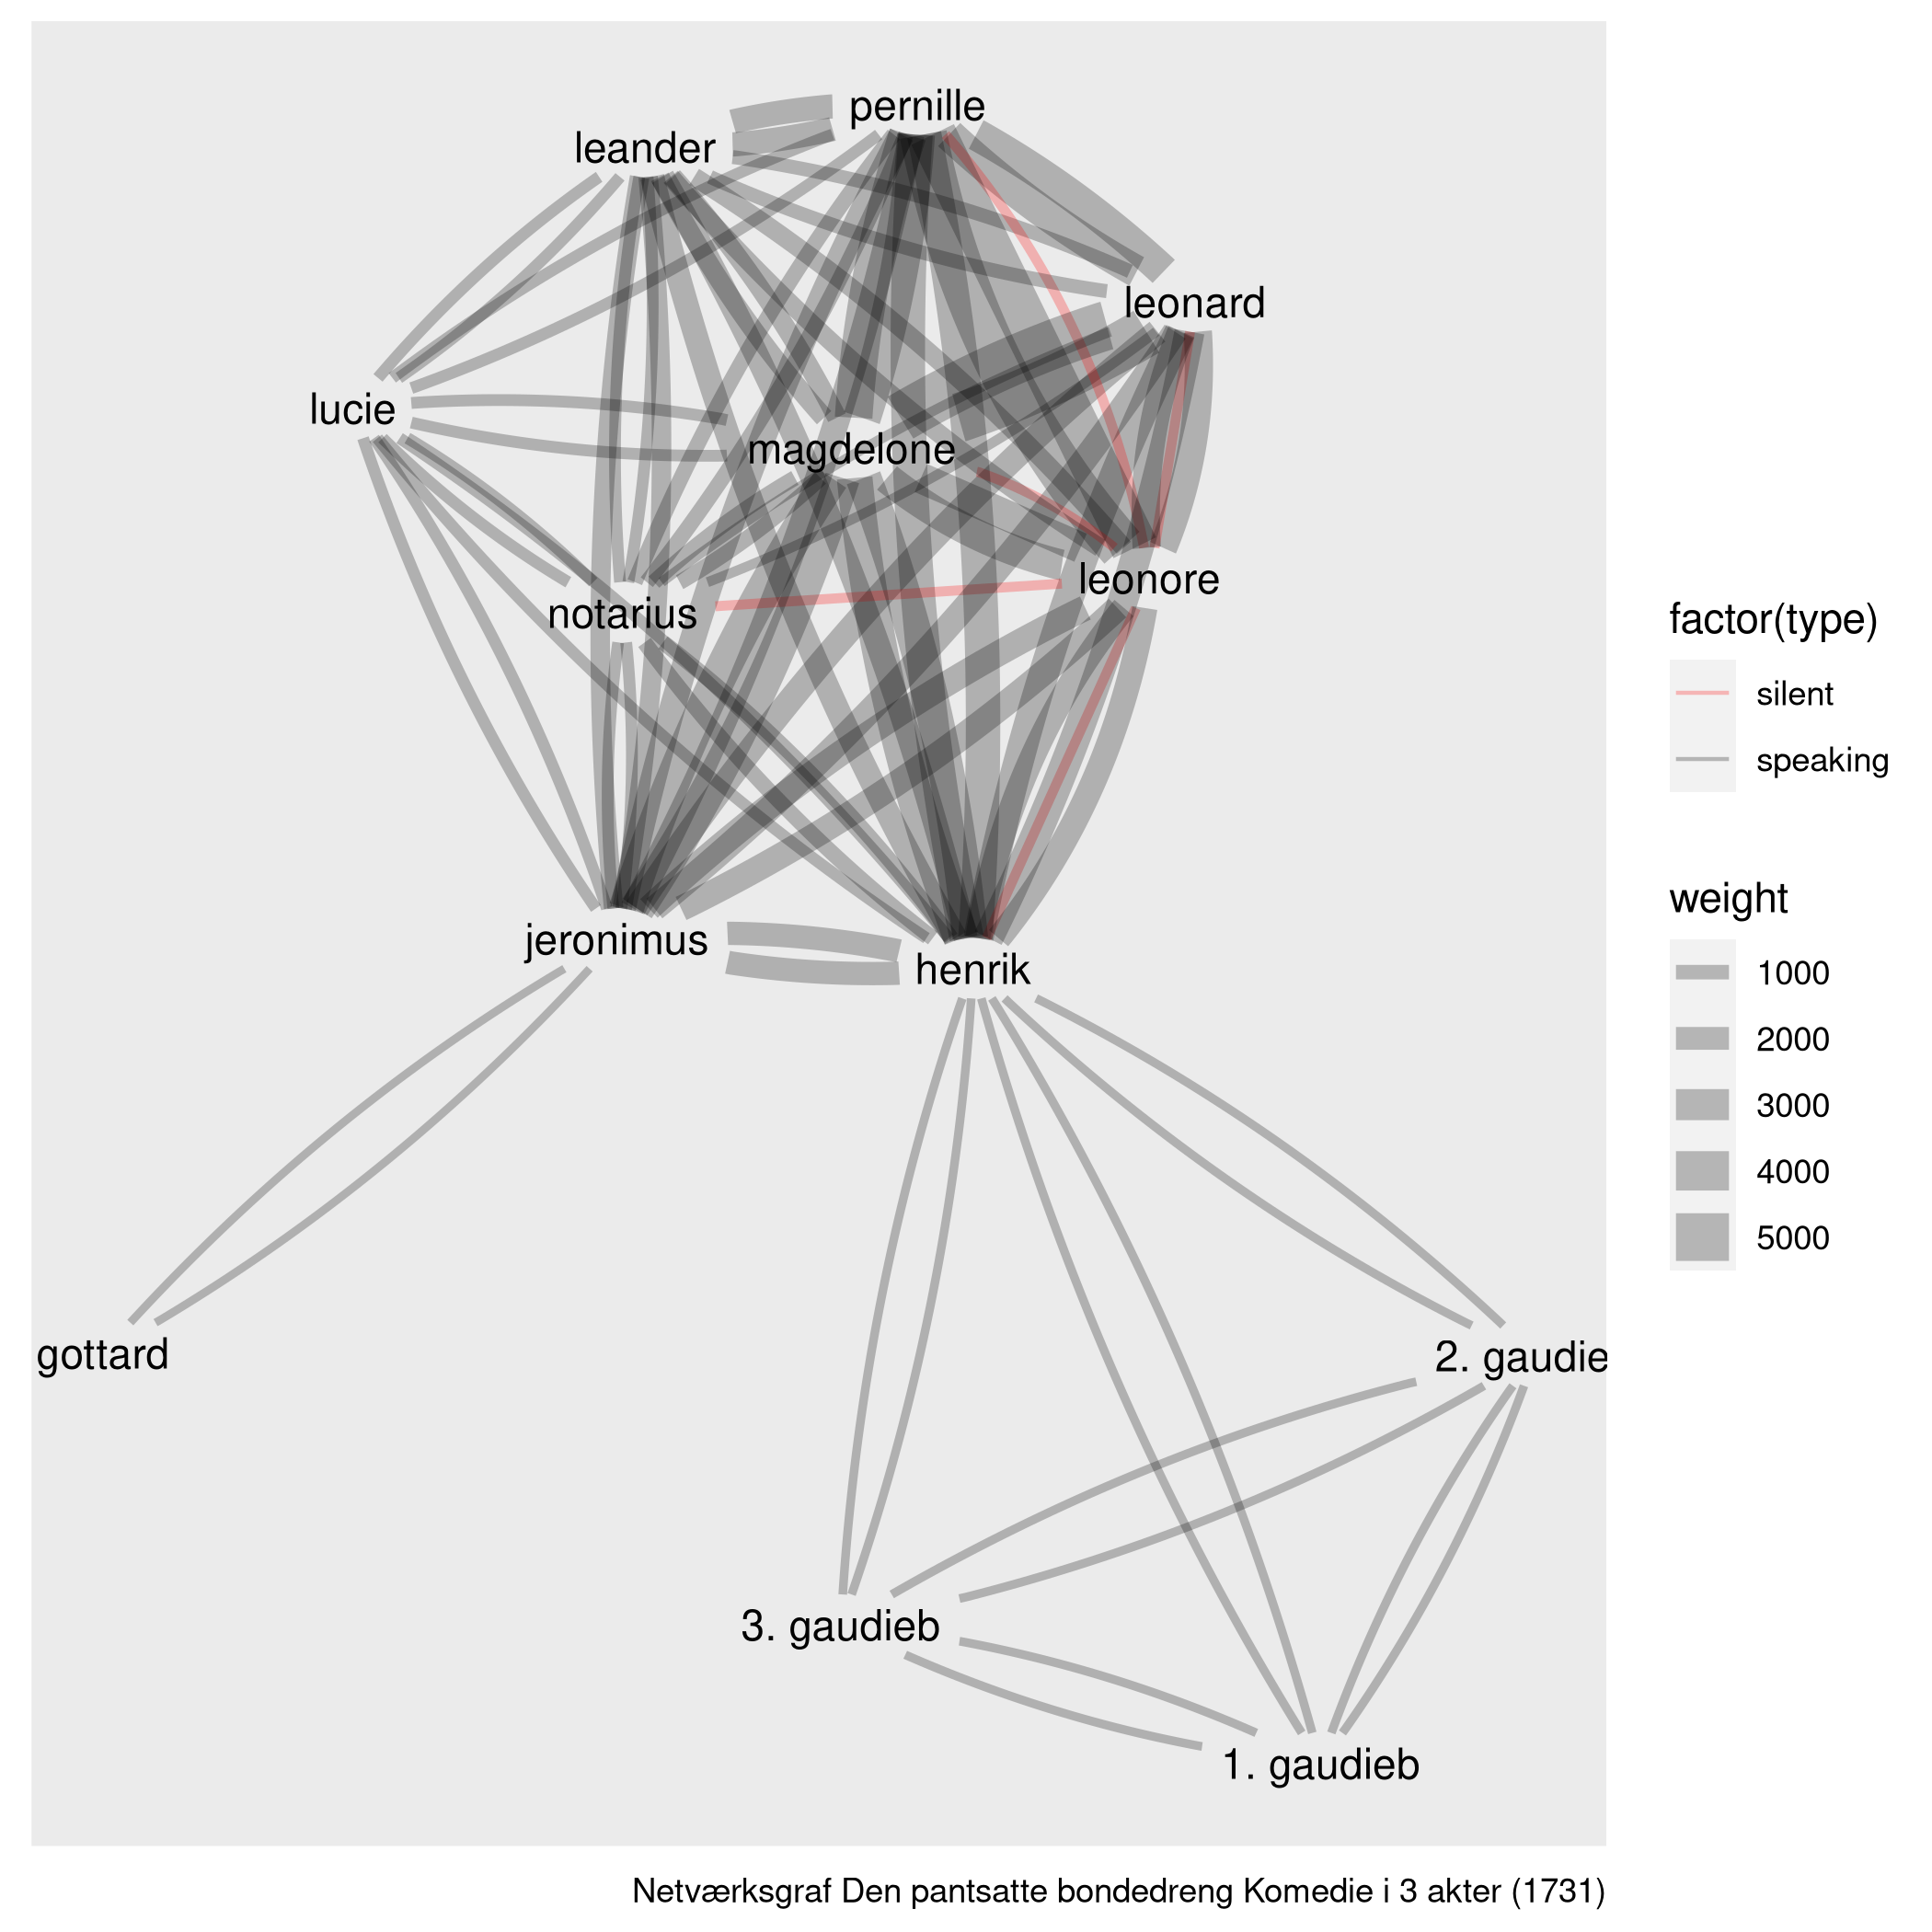 pernille
leander
leonard
lucie
magdelone
leonore
notarius
jeronimus
henrik
gottard
2. gaudie
3. gaudieb
1. gaudieb
factor(type)
silent
speaking
weight
1000
2000
3000
4000
5000
Netværksgraf Den pantsatte bondedreng Komedie i 3 akter (1731)